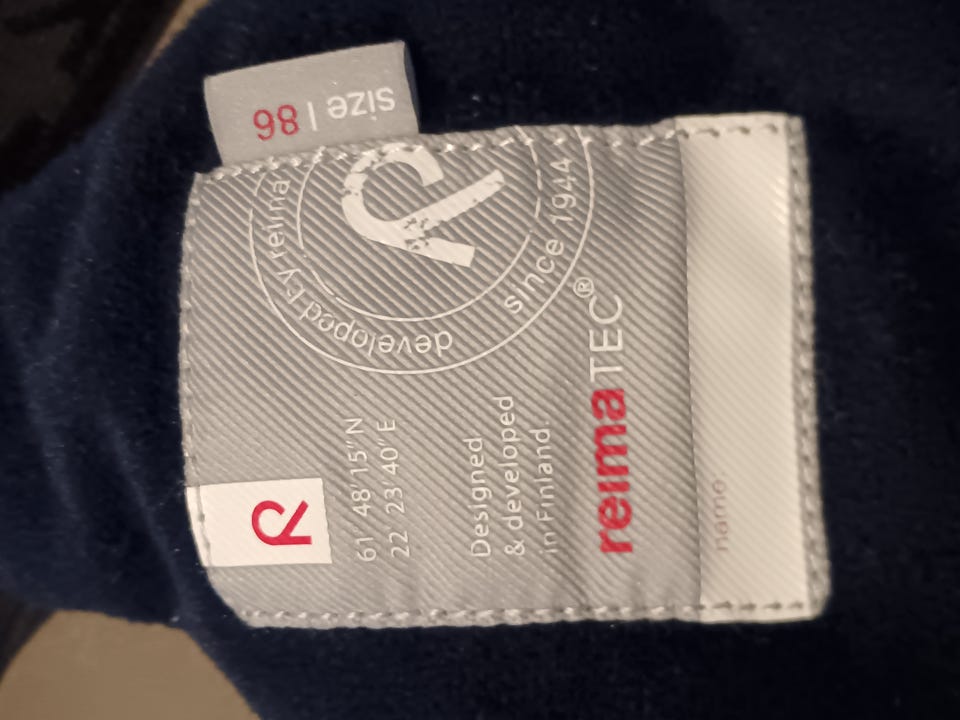 size | 86
R
61° 48' 15" N
22° 23' 40" E
developed by reima
since 1944
R
Designed
& developed
in Finland.
reimaTEC®
name: